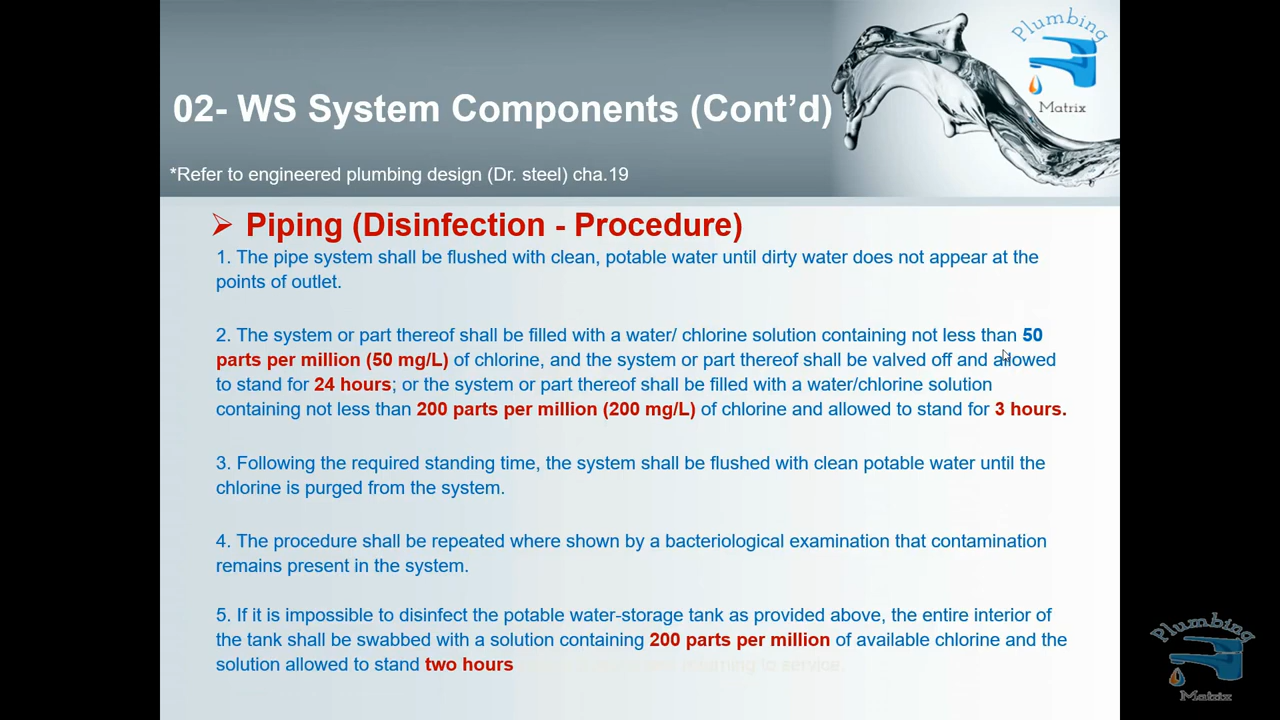 Plumbing
Matrix
02- WS System Components (Cont’d)
*Refer to engineered plumbing design (Dr. steel) cha.19
Piping (Disinfection - Procedure)
1. The pipe system shall be flushed with clean, potable water until dirty water does not appear at the
points of outlet.
2. The system or part thereof shall be filled with a water/ chlorine solution containing not less than 50
parts per million (50 mg/L) of chlorine, and the system or part thereof shall be valved off and allowed
to stand for 24 hours; or the system or part thereof shall be filled with a water/chlorine solution
containing not less than 200 parts per million (200 mg/L) of chlorine and allowed to stand for 3 hours.
3. Following the required standing time, the system shall be flushed with clean potable water until the
chlorine is purged from the system.
4. The procedure shall be repeated where shown by a bacteriological examination that contamination
remains present in the system.
5. If it is impossible to disinfect the potable water-storage tank as provided above, the entire interior of
the tank shall be swabbed with a solution containing 200 parts per million of available chlorine and the
solution allowed to stand two hours to service.
Plumbing
Matrix